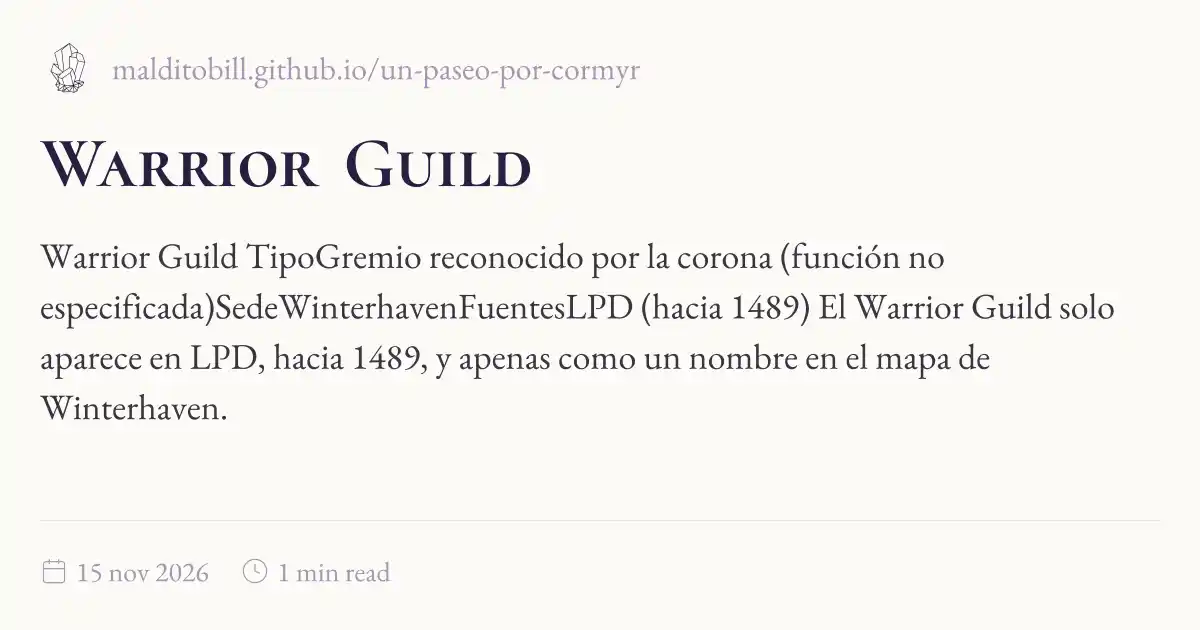 malditobill.github.io/un-paseo-por-cormyr
Warrior Guild
Warrior Guild TipoGremio reconocido por la corona (función no
especificada)SedeWinterhavenFuentesLPD (hacia 1489) El Warrior Guild solo
aparece en LPD, hacia 1489, y apenas como un nombre en el mapa de
Winterhaven.
15 nov 2026
1 min read